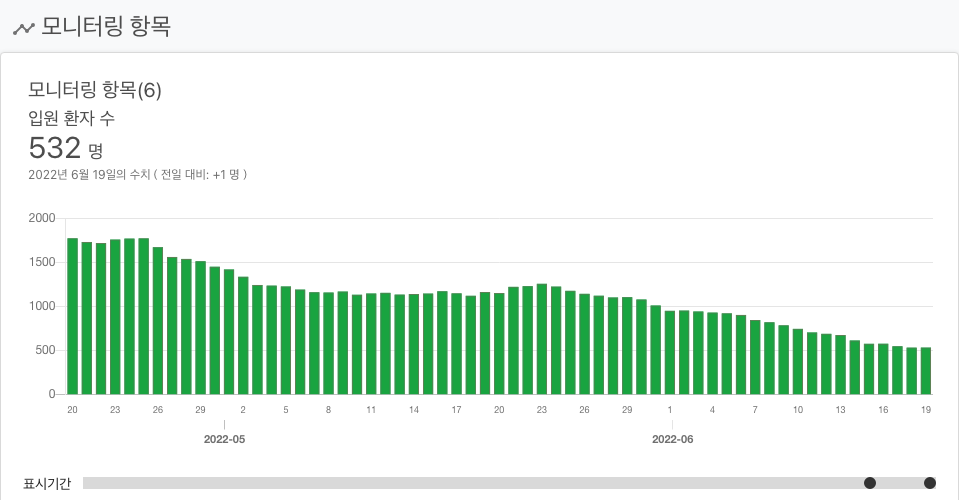 모니터링 항목
모니터링 항목(6)
입원 환자 수
532 명
2022년 6월 19일의 수치 ( 전일 대비: +1 명 )
2000
1500
1000
500
0
20 23 26 29 2 5 8 11 14 17 20 23 26 29 1 4 7 10 13 16 19
2022-05 2022-06
표시기간